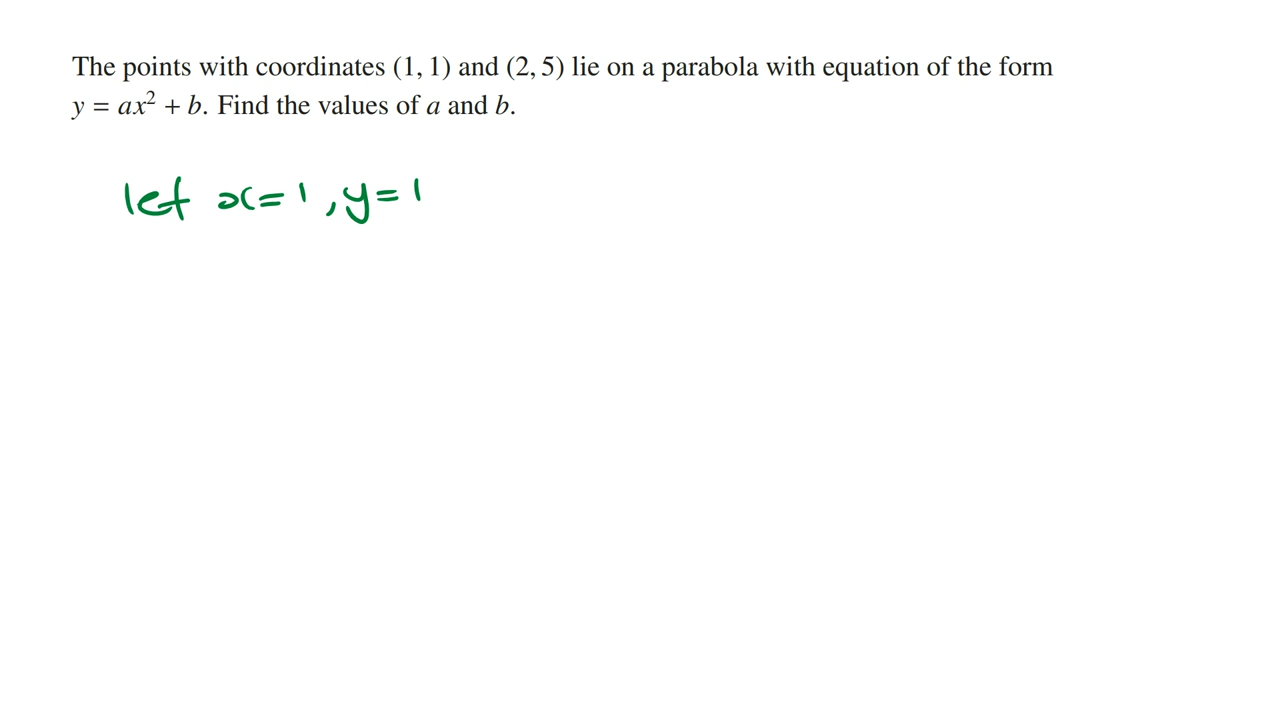 The points with coordinates (1, 1) and (2, 5) lie on a parabola with equation of the form
y = ax² + b. Find the values of a and b.
let x=1, y=1